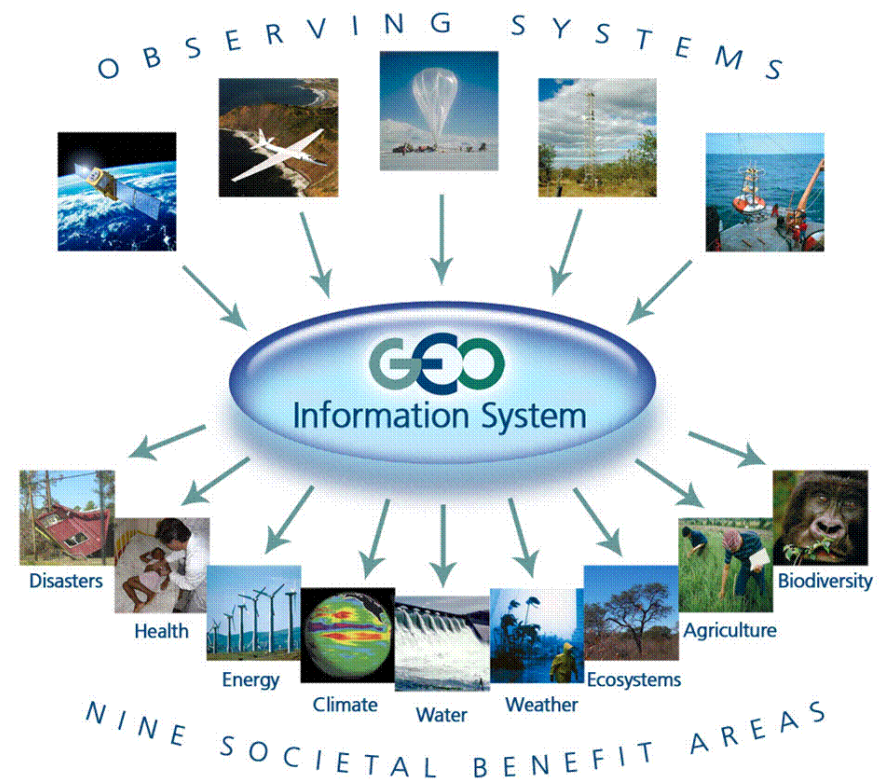 OBSERVING SYSTEMS
GEO
Information System
Disasters
Health
Energy
Climate
Water
Weather
Ecosystems
Agriculture
Biodiversity
NINE SOCIETAL BENEFIT AREAS